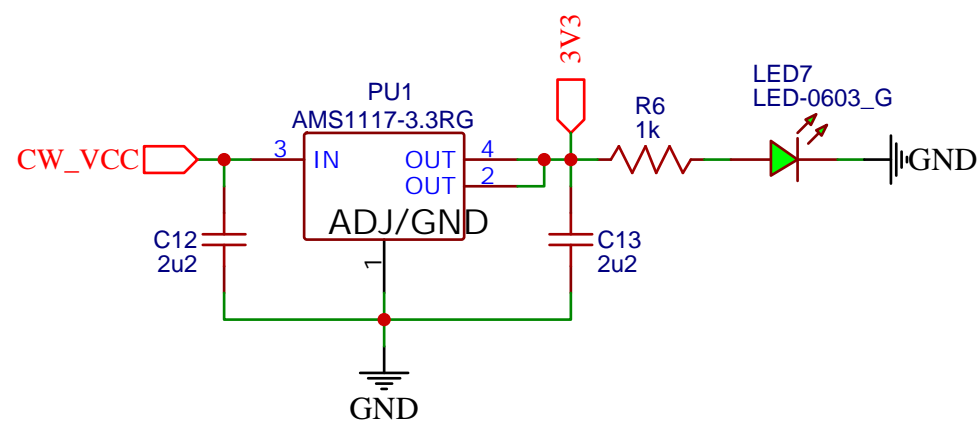 3V3
PU1
AMS1117-3.3RG
LED7
LED-0603_G
R6
1k
CW_VCC
3
IN
OUT
4
OUT
2
GND
ADJ/GND
C12
2u2
C13
2u2
1
GND